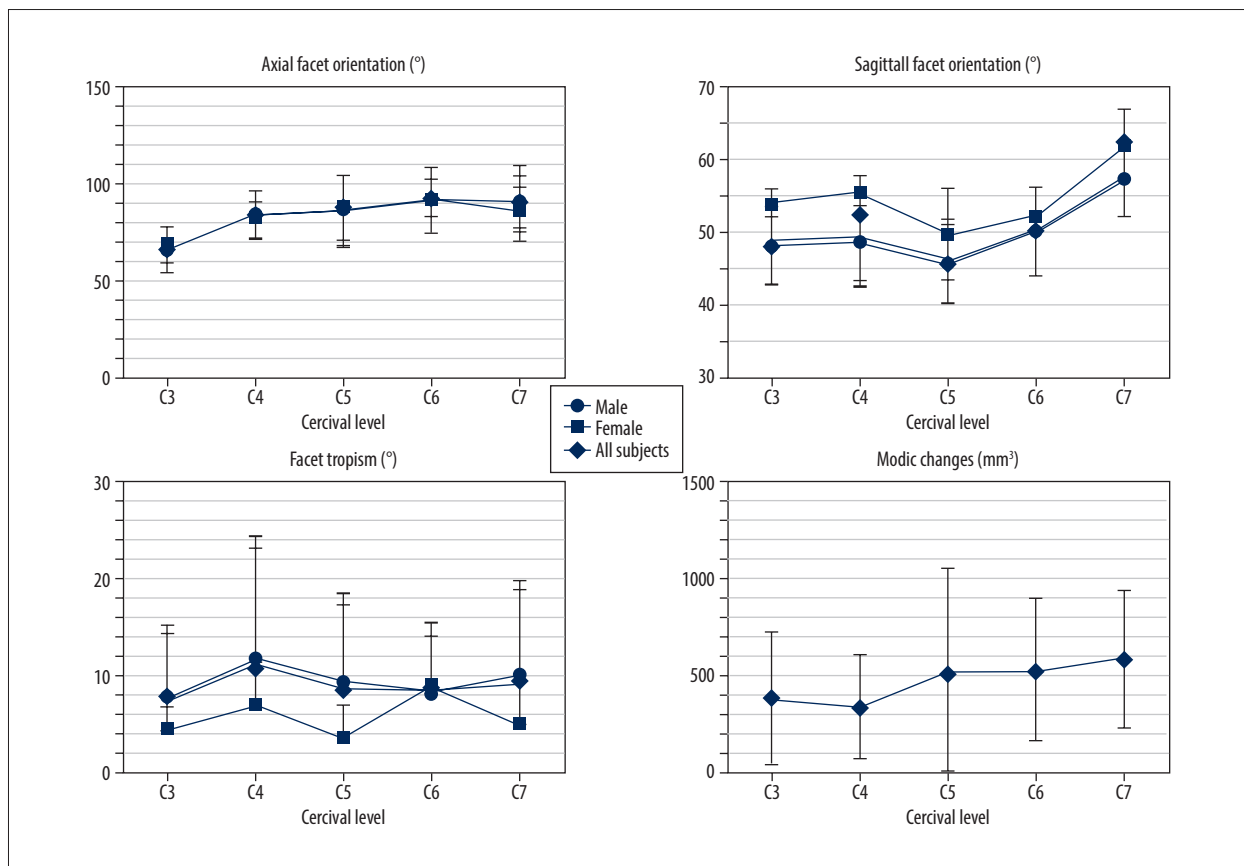 Axial facet orientation (°)
150
100
50
0
C3 C4 C5 C6 C7
Cercival level
Sagittall facet orientation (°)
70
60
50
40
30
C3 C4 C5 C6 C7
Cercival level
Male
Female
All subjects
Facet tropism (°)
30
20
10
0
C3 C4 C5 C6 C7
Cercival level
Modic changes (mm³)
1500
1000
500
0
C3 C4 C5 C6 C7
Cercival level